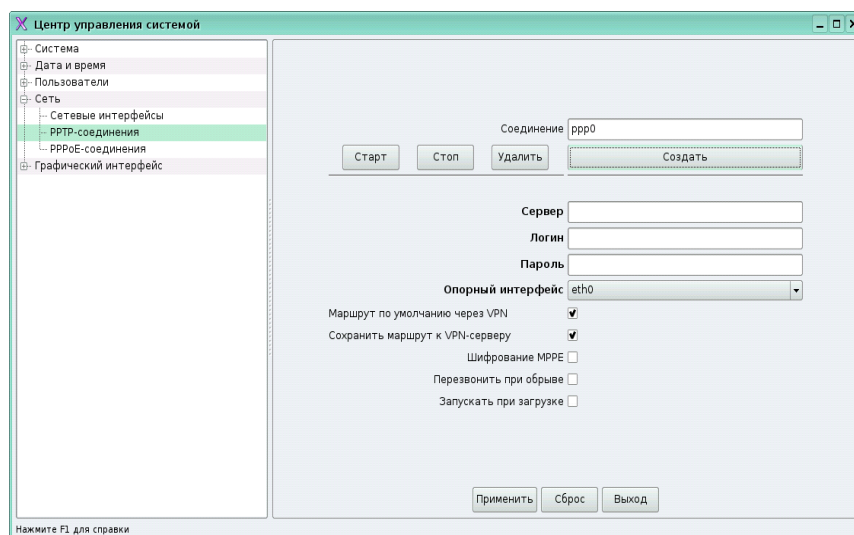 Центр управления системой
Система
Дата и время
Пользователи
Сеть
Сетевые интерфейсы
PPTP-соединения
PPPoE-соединения
Графический интерфейс
Соединение ppp0
Старт Стоп Удалить Создать
Сервер
Логин
Пароль
Опорный интерфейс eth0
Маршрут по умолчанию через VPN
Сохранить маршрут к VPN-серверу
Шифрование MPPE
Перезвонить при обрыве
Запускать при загрузке
Применить Сброс Выход
Нажмите F1 для справки